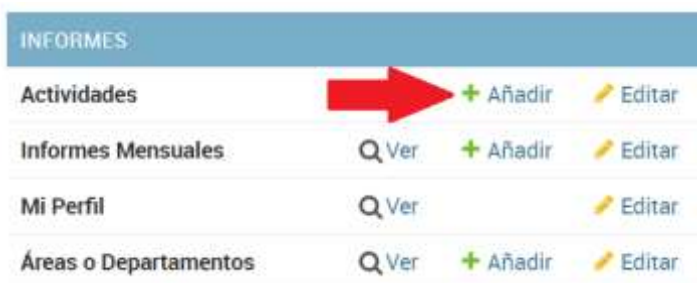 INFORMES
Actividades + Añadir Editar
Informes Mensuales Ver + Añadir Editar
Mi Perfil Ver Editar
Áreas o Departamentos Ver + Añadir Editar